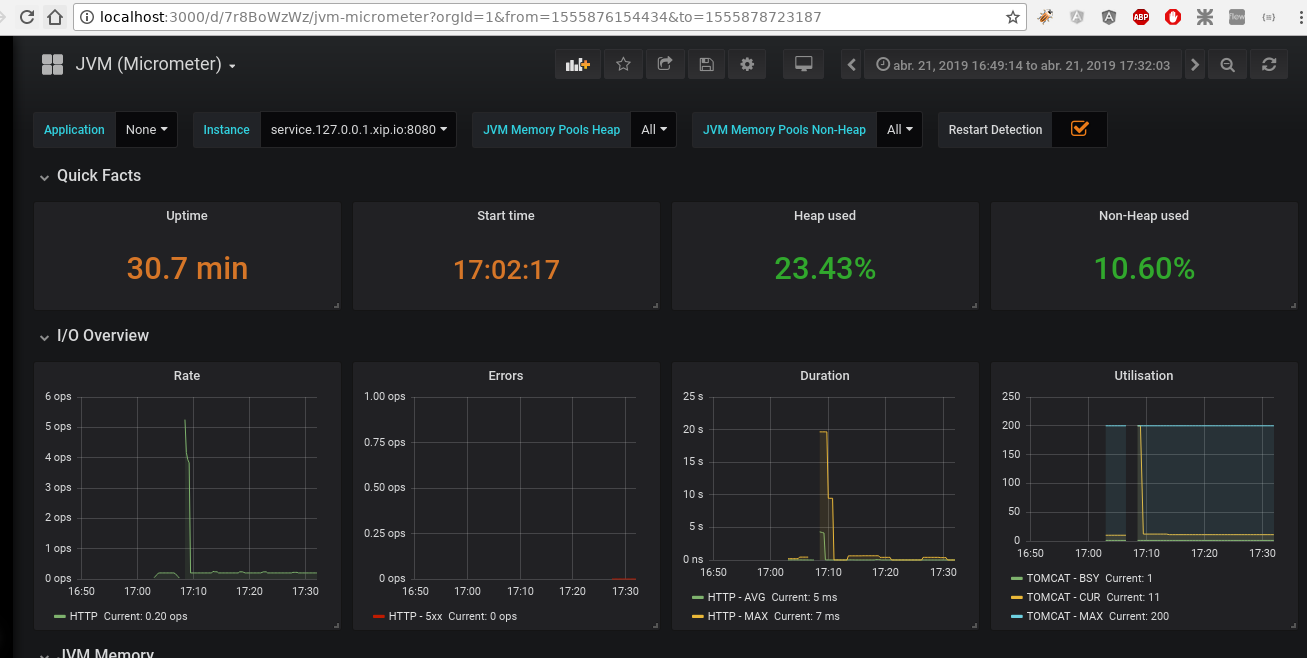 localhost:3000/d/7r8BoWzWz/jvm-micrometer?orgId=1&from=1555876154434&to=1555878723187
ABP
JVM (Micrometer)
abr. 21, 2019 16:49:14 to abr. 21, 2019 17:32:03
Application None Instance service.127.0.0.1.xip.io:8080 JVM Memory Pools Heap All JVM Memory Pools Non-Heap All Restart Detection
Quick Facts
Uptime Start time Heap used Non-Heap used
30.7 min 17:02:17 23.43% 10.60%
I/O Overview
Rate
6 ops
5 ops
4 ops
3 ops
2 ops
1 ops
0 ops
16:50 17:00 17:10 17:20 17:30
HTTP Current: 0.20 ops
Errors
1.00 ops
0.75 ops
0.50 ops
0.25 ops
0 ops
16:50 17:00 17:10 17:20 17:30
HTTP - 5xx Current: 0 ops
Duration
25 s
20 s
15 s
10 s
5 s
0 ns
16:50 17:00 17:10 17:20 17:30
HTTP - AVG Current: 5 ms
HTTP - MAX Current: 7 ms
Utilisation
250
200
150
100
50
0
16:50 17:00 17:10 17:20 17:30
TOMCAT - BSY Current: 1
TOMCAT - CUR Current: 11
TOMCAT - MAX Current: 200
JVM Memory